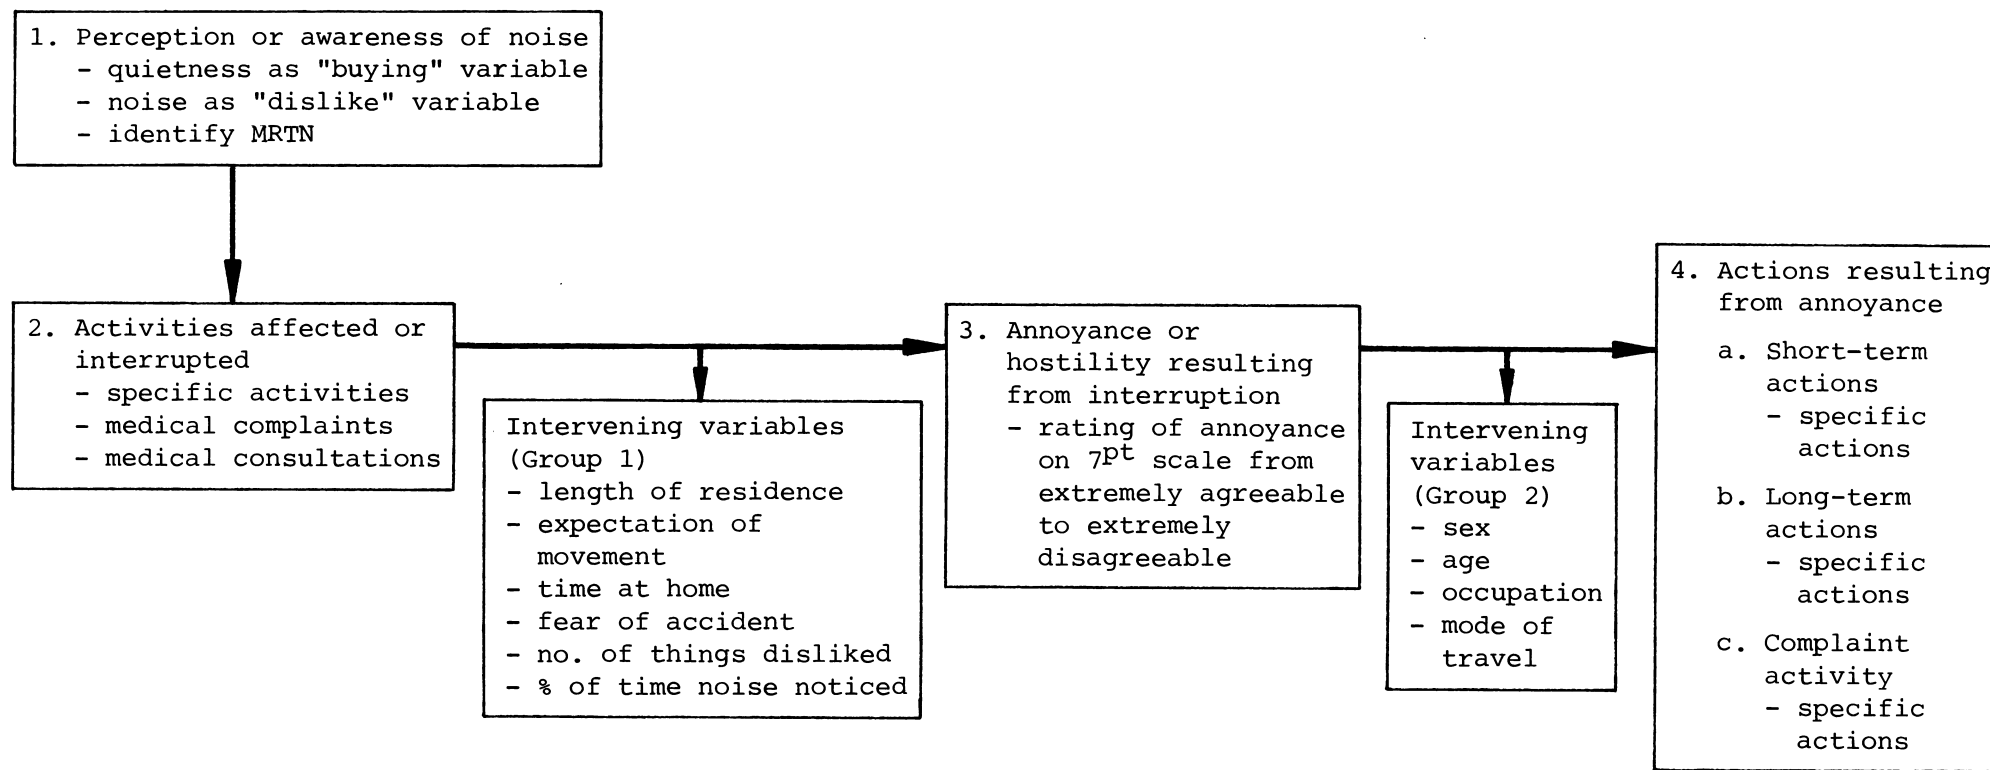 1. Perception or awareness of noise
- quietness as "buying" variable
- noise as "dislike" variable
- identify MRTN
2. Activities affected or
interrupted
- specific activities
- medical complaints
- medical consultations
Intervening variables
(Group 1)
- length of residence
- expectation of
movement
- time at home
- fear of accident
- no. of things disliked
- % of time noise noticed
3. Annoyance or
hostility resulting
from interruption
- rating of annoyance
on 7pt scale from
extremely agreeable
to extremely
disagreeable
Intervening
variables
(Group 2)
- sex
- age
- occupation
- mode of
travel
4. Actions resulting
from annoyance
a. Short-term
actions
- specific
actions
b. Long-term
actions
- specific
actions
c. Complaint
activity
- specific
actions